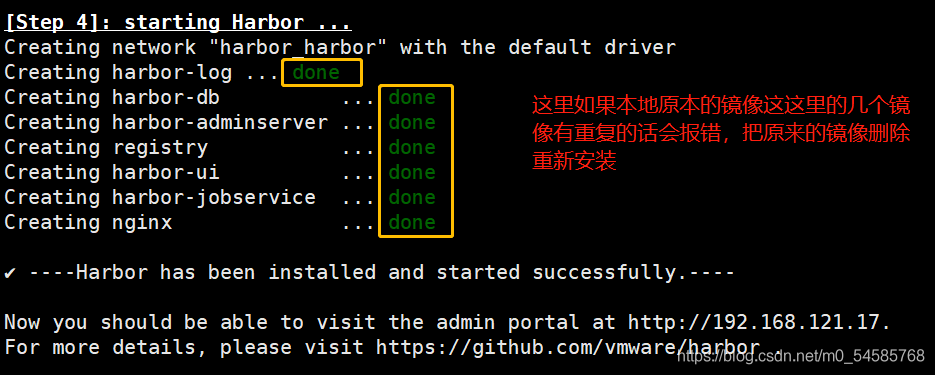 [Step 4]: starting Harbor ...
Creating network "harbor_harbor" with the default driver
Creating harbor-log ... done
Creating harbor-db ... done
Creating harbor-adminserver ... done
Creating registry ... done
Creating harbor-ui ... done
Creating harbor-jobservice ... done
Creating nginx ... done
这里如果本地原本的镜像这这里的几个镜
像有重复的话会报错，把原来的镜像删除
重新安装
✔ ----Harbor has been installed and started successfully.----
Now you should be able to visit the admin portal at http://192.168.121.17.
For more details, please visit https://github.com/vmware/harbor .
https://blog.csdn.net/m0_54585768